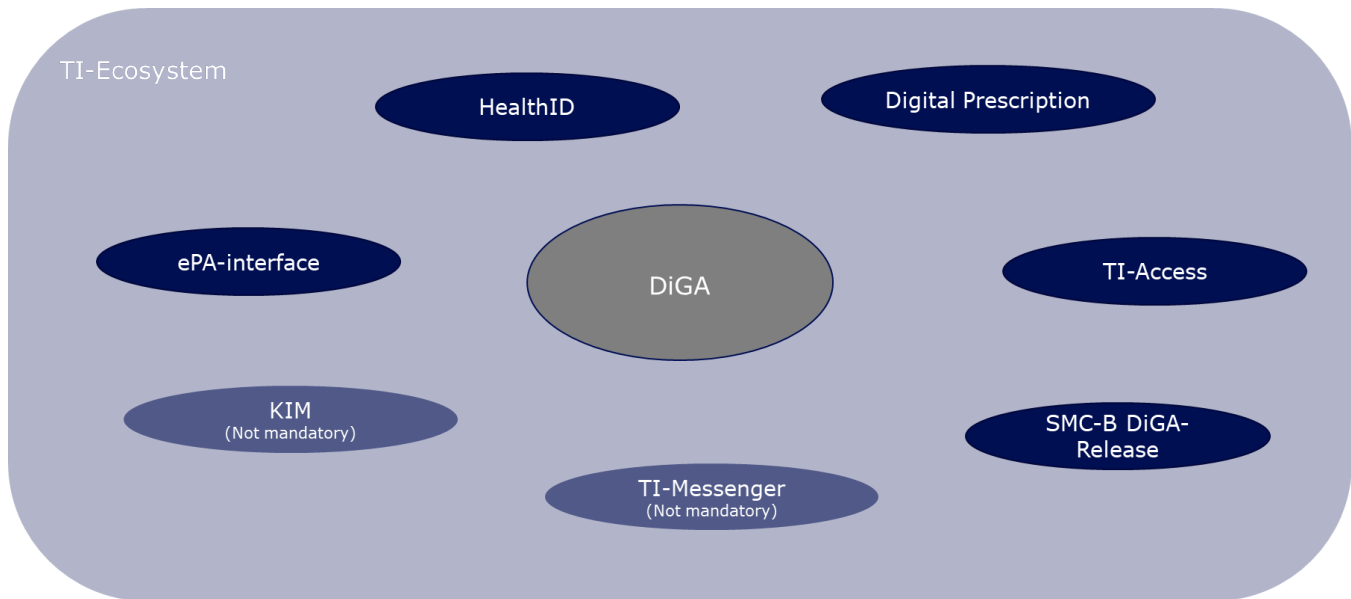 TI-Ecosystem
HealthID
Digital Prescription
ePA-interface
DiGA
TI-Access
KIM
(Not mandatory)
SMC-B DiGA-
Release
TI-Messenger
(Not mandatory)